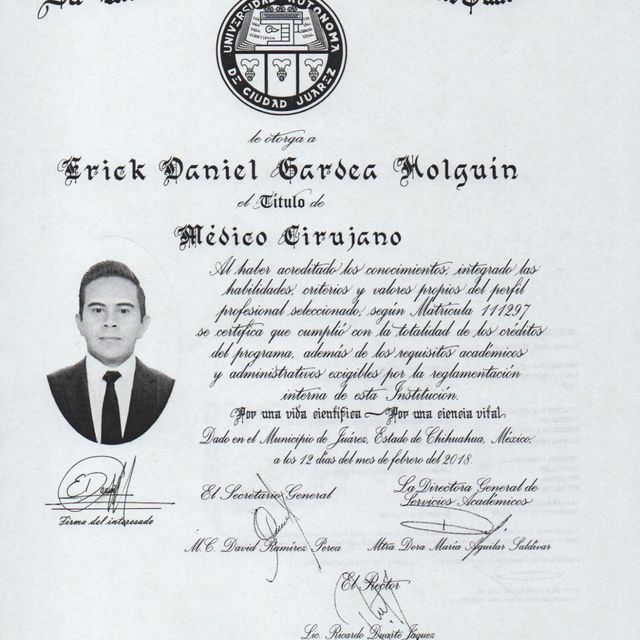 UNIVERSIDAD AUTONOMA
DE CIUDAD JUAREZ
le otorga a
Erick Daniel Gardea Holguín
el Título de
Médico Cirujano
Al haber acreditado los conocimientos, integrado las
habilidades, criterios y valores propios del perfil
profesional seleccionado, según Matrícula 111297
se certifica que cumplió con la totalidad de los créditos
del programa, además de los requisitos académicos
y administrativos exigibles por la reglamentación
interna de esta Institución.
Por una vida científica — Por una ciencia vital
Dado en el Municipio de Juárez, Estado de Chihuahua, México,
a los 12 días del mes de febrero del 2018.
Firma del interesado
El Secretario General
La Directora General de
Servicios Académicos
M.C. David Ramírez Perea
Mtra. Dora María Aguilar Saldívar
El Rector
Lic. Ricardo Duarte Jáquez